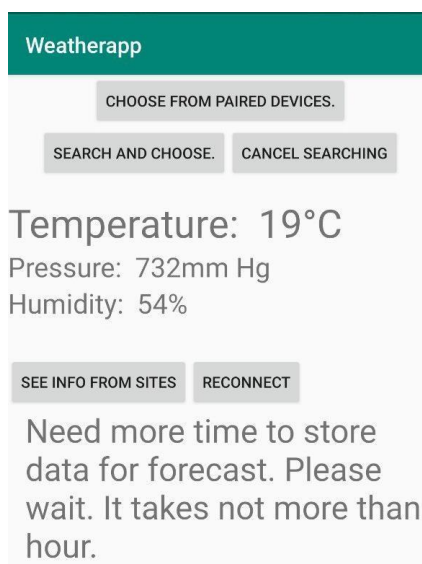 Weatherapp
CHOOSE FROM PAIRED DEVICES.
SEARCH AND CHOOSE. CANCEL SEARCHING
Temperature: 19°C
Pressure: 732mm Hg
Humidity: 54%
SEE INFO FROM SITES RECONNECT
Need more time to store
data for forecast. Please
wait. It takes not more than
hour.